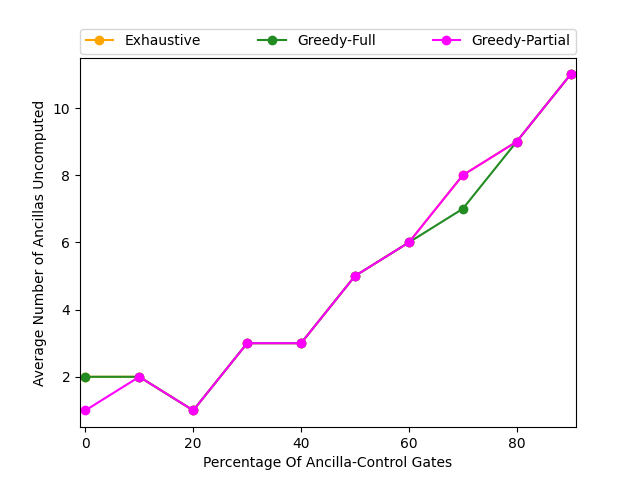 Exhaustive Greedy-Full Greedy-Partial
10
8
6
4
2
Average Number of Ancillas Uncomputed
0 20 40 60 80
Percentage Of Ancilla-Control Gates